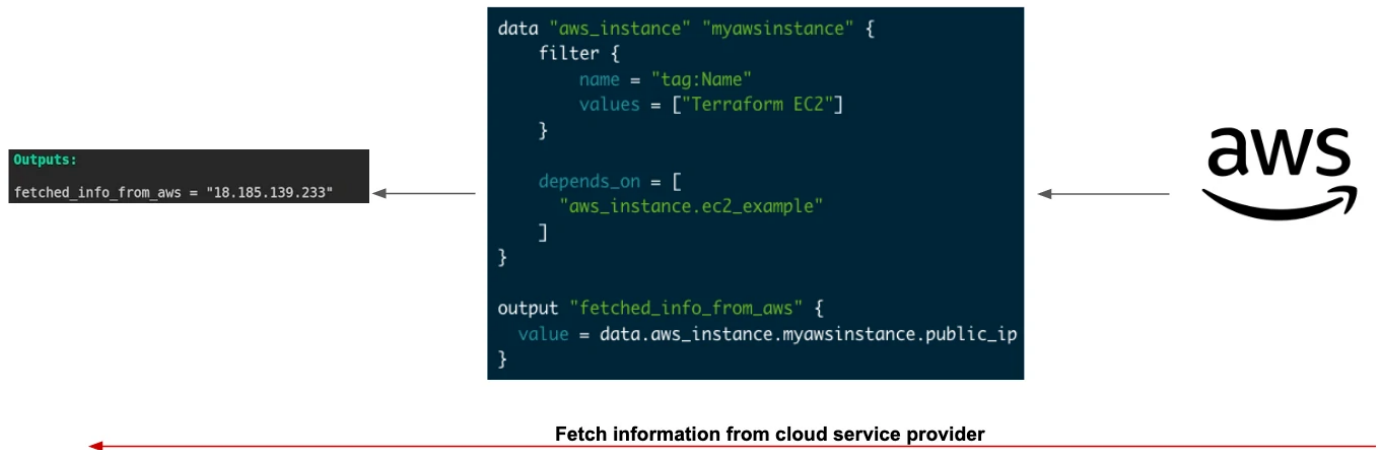 Outputs:
fetched_info_from_aws = "18.185.139.233"
data "aws_instance" "myawsinstance" {
    filter {
        name = "tag:Name"
        values = ["Terraform EC2"]
    }
    depends_on = [
      "aws_instance.ec2_example"
    ]
}
output "fetched_info_from_aws" {
  value = data.aws_instance.myawsinstance.public_ip
}
aws
Fetch information from cloud service provider